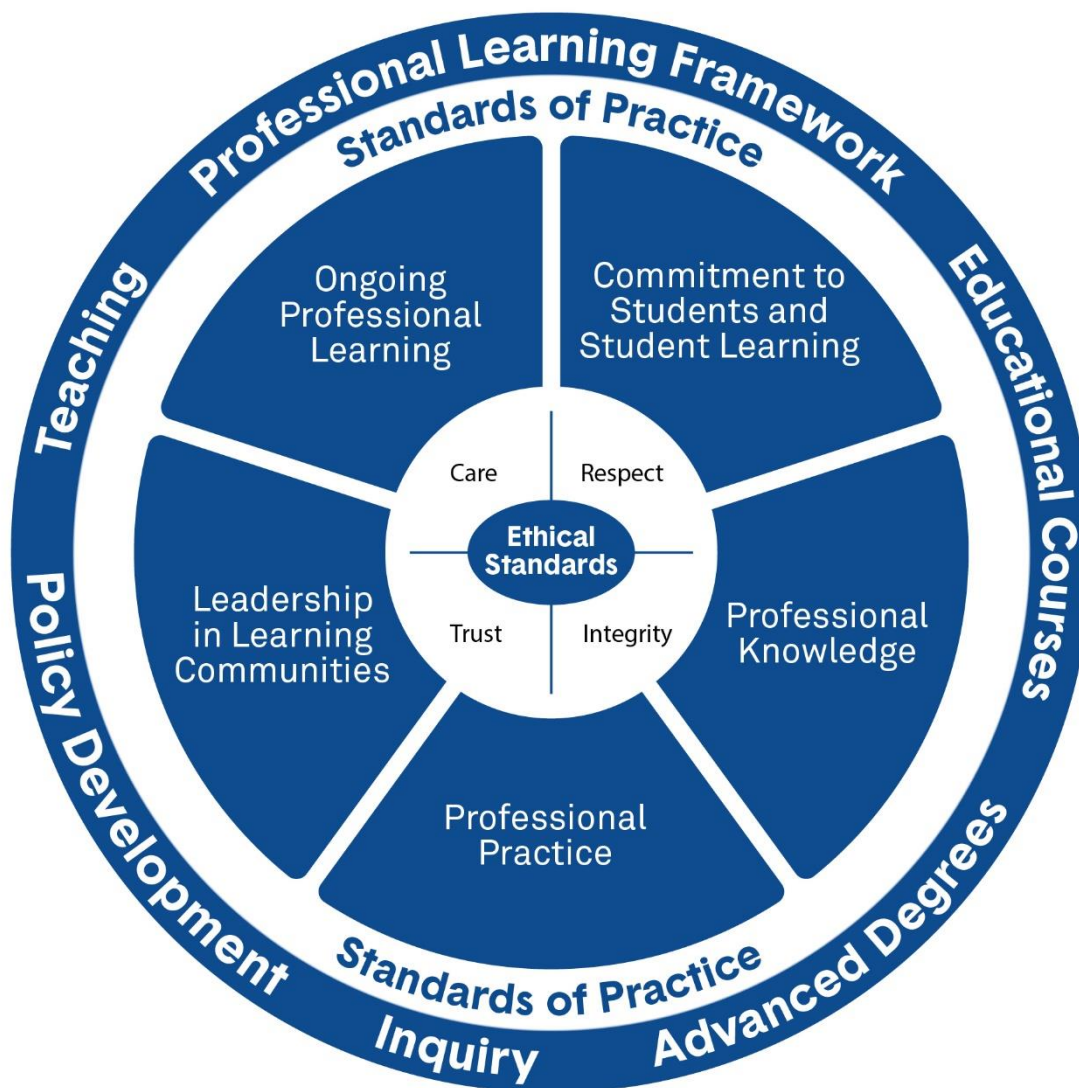 Professional Learning Framework
Educational Courses
Advanced Degrees
Inquiry
Policy Development
Teaching
Standards of Practice
Commitment to
Students and
Student Learning
Professional
Knowledge
Professional
Practice
Leadership
in Learning
Communities
Ongoing
Professional
Learning
Standards of Practice
Care
Respect
Ethical
Standards
Trust
Integrity